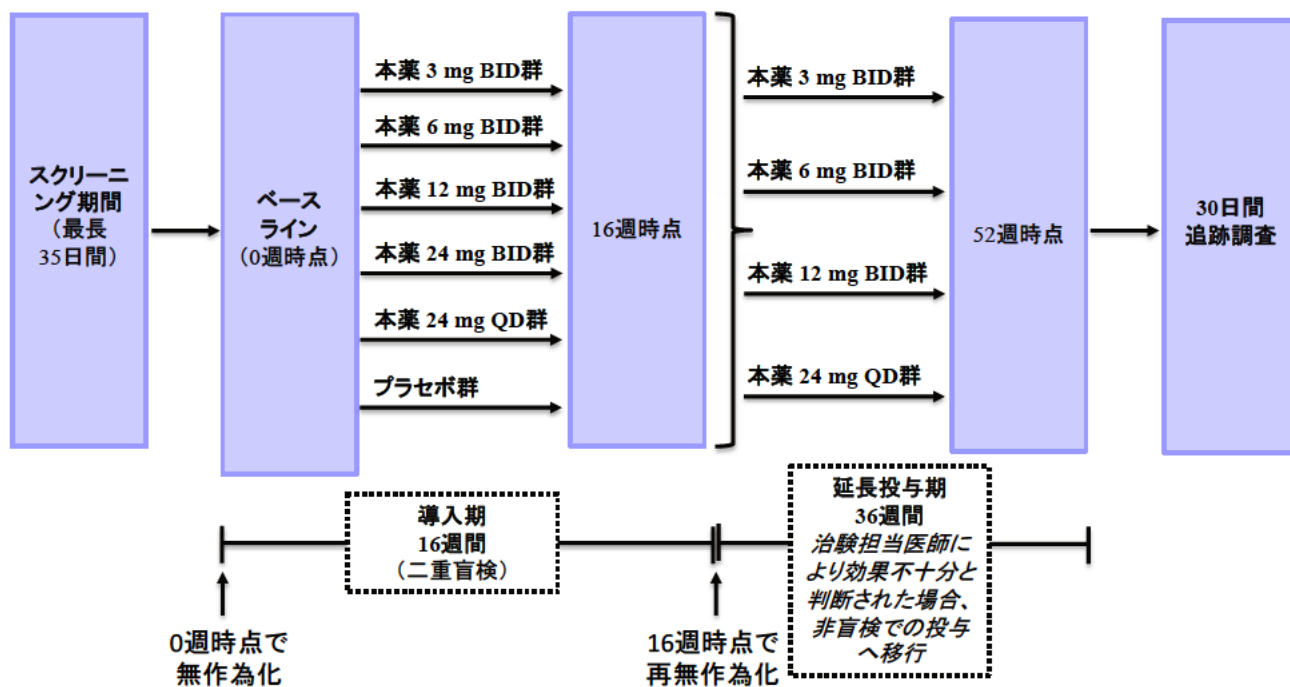 スクリーニ
ング期間
（最長
35日間）
ベース
ライン
（0週時点）
本薬 3 mg BID群
本薬 6 mg BID群
本薬 12 mg BID群
本薬 24 mg BID群
本薬 24 mg QD群
プラセボ群
16週時点
本薬 3 mg BID群
本薬 6 mg BID群
本薬 12 mg BID群
本薬 24 mg QD群
52週時点
30日間
追跡調査
導入期
16週間
（二重盲検）
延長投与期
36週間
治験担当医師に
より効果不十分と
判断された場合、
非盲検での投与
へ移行
0週時点で
無作為化
16週時点で
再無作為化